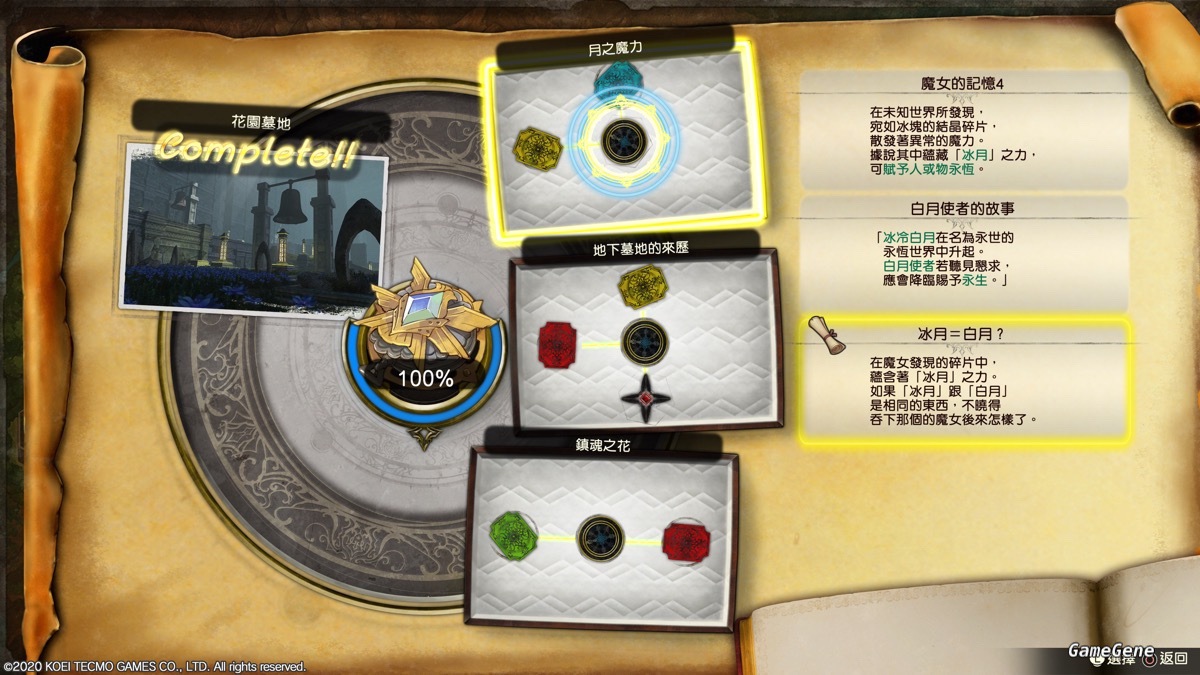 花園墓地
Complete!!
100%
月之魔力
地下墓地的來歷
鎮魂之花
魔女的記憶4
在未知世界所發現，
宛如冰塊的結晶碎片，
散發著異常的魔力。
據說其中蘊藏「冰月」之力，
可賦予人或物永恆。
白月使者的故事
「冰冷白月在名為永世的
永恆世界中升起。
白月使者若聽見懇求，
應會降臨賜予永生。」
冰月＝白月？
在魔女發現的碎片中，
蘊含著「冰月」之力。
如果「冰月」跟「白月」
是相同的東西，不曉得
吞下那個的魔女後來怎樣了。
©2020 KOEI TECMO GAMES CO., LTD. All rights reserved.
GameGene
L 選擇 返回